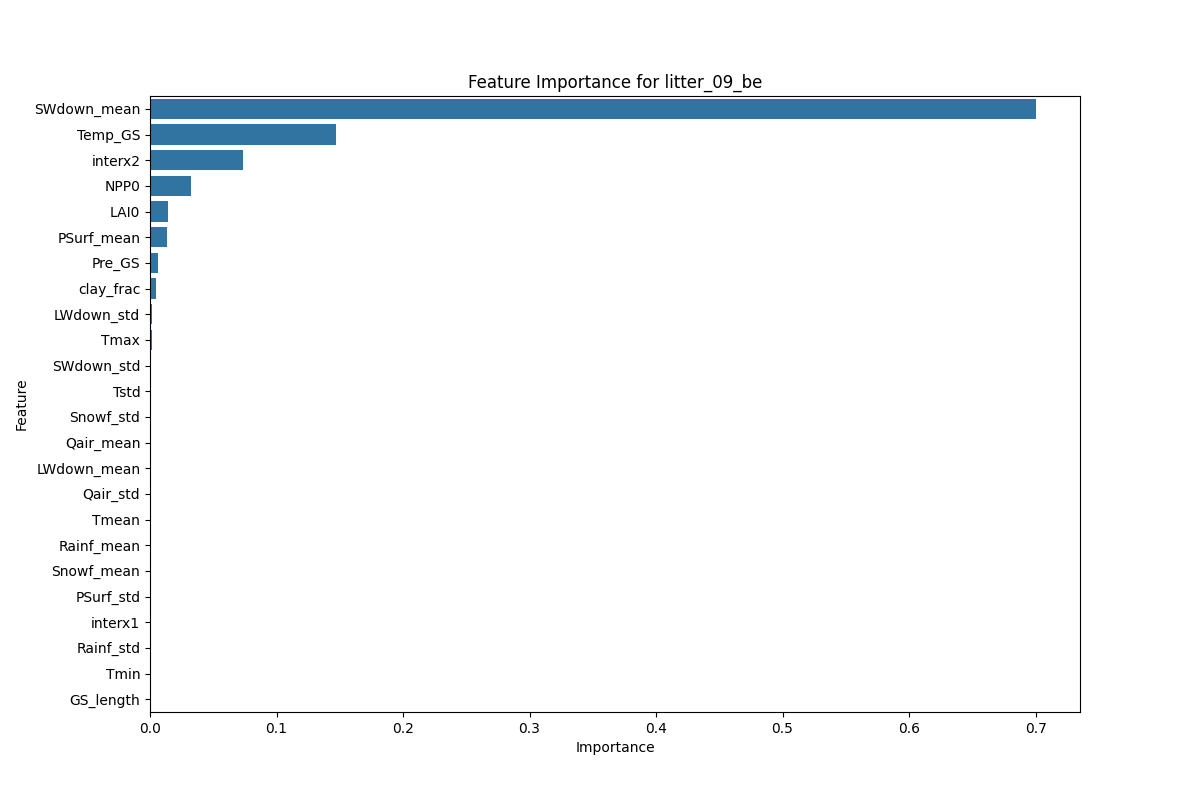 Feature Importance for litter_09_be
SWdown_mean
Temp_GS
interx2
NPP0
LAI0
PSurf_mean
Pre_GS
clay_frac
LWdown_std
Tmax
SWdown_std
Tstd
Snowf_std
Qair_mean
LWdown_mean
Qair_std
Tmean
Rainf_mean
Snowf_mean
PSurf_std
interx1
Rainf_std
Tmin
GS_length
Feature
0.0 0.1 0.2 0.3 0.4 0.5 0.6 0.7
Importance